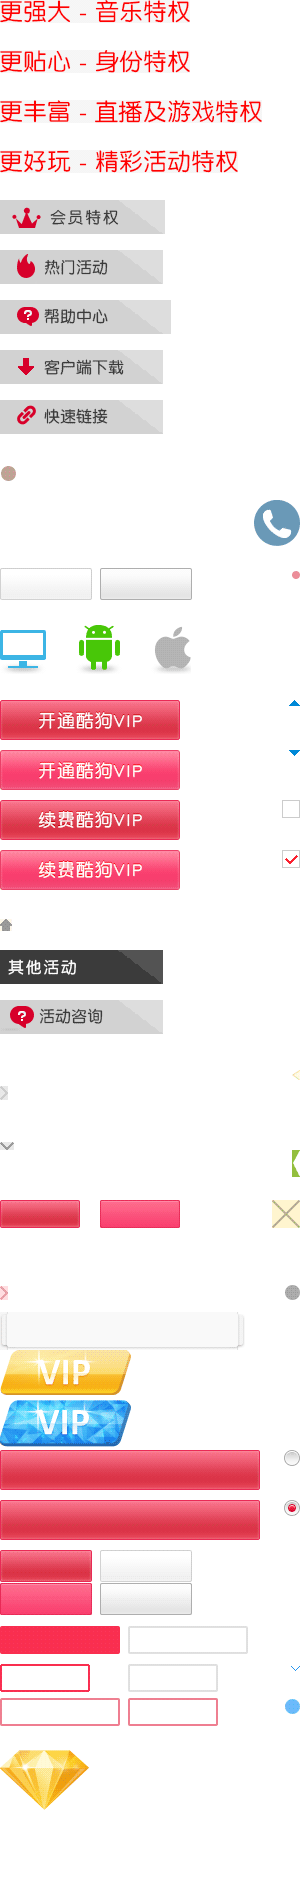 更强大 - 音乐特权
更贴心 - 身份特权
更丰富 - 直播及游戏特权
更好玩 - 精彩活动特权
会员特权
热门活动
帮助中心
客户端下载
快速链接
开通酷狗VIP
开通酷狗VIP
续费酷狗VIP
续费酷狗VIP
其他活动
活动咨询
VIP
VIP